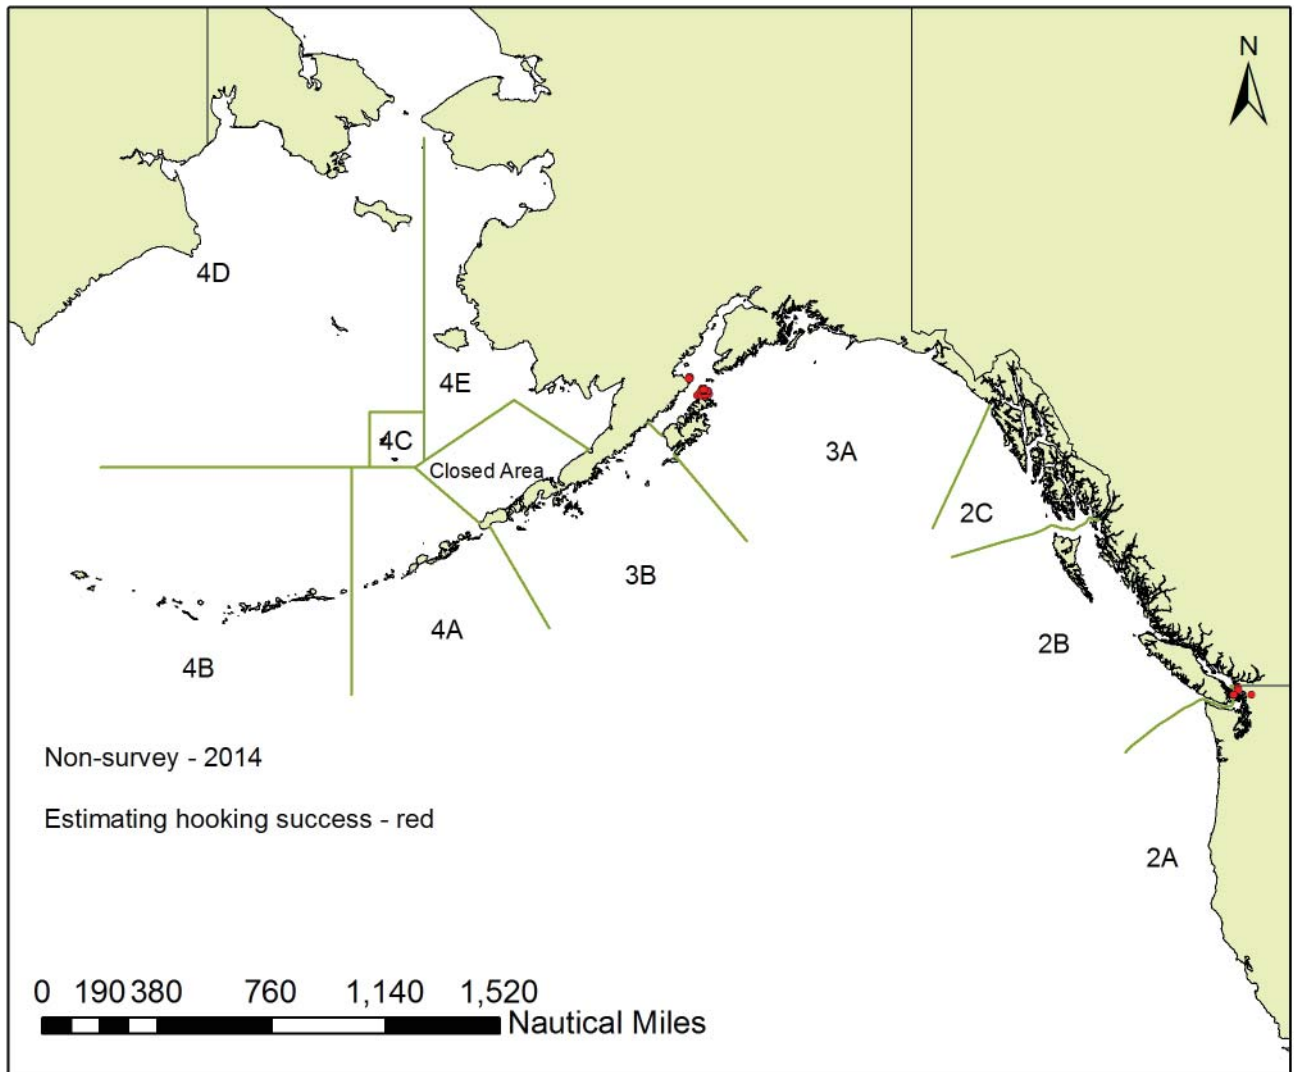 N
4D
4E
4C
Closed Area
3A
2C
3B
4A
2B
4B
Non-survey - 2014
Estimating hooking success - red
2A
0 190 380 760 1,140 1,520
Nautical Miles